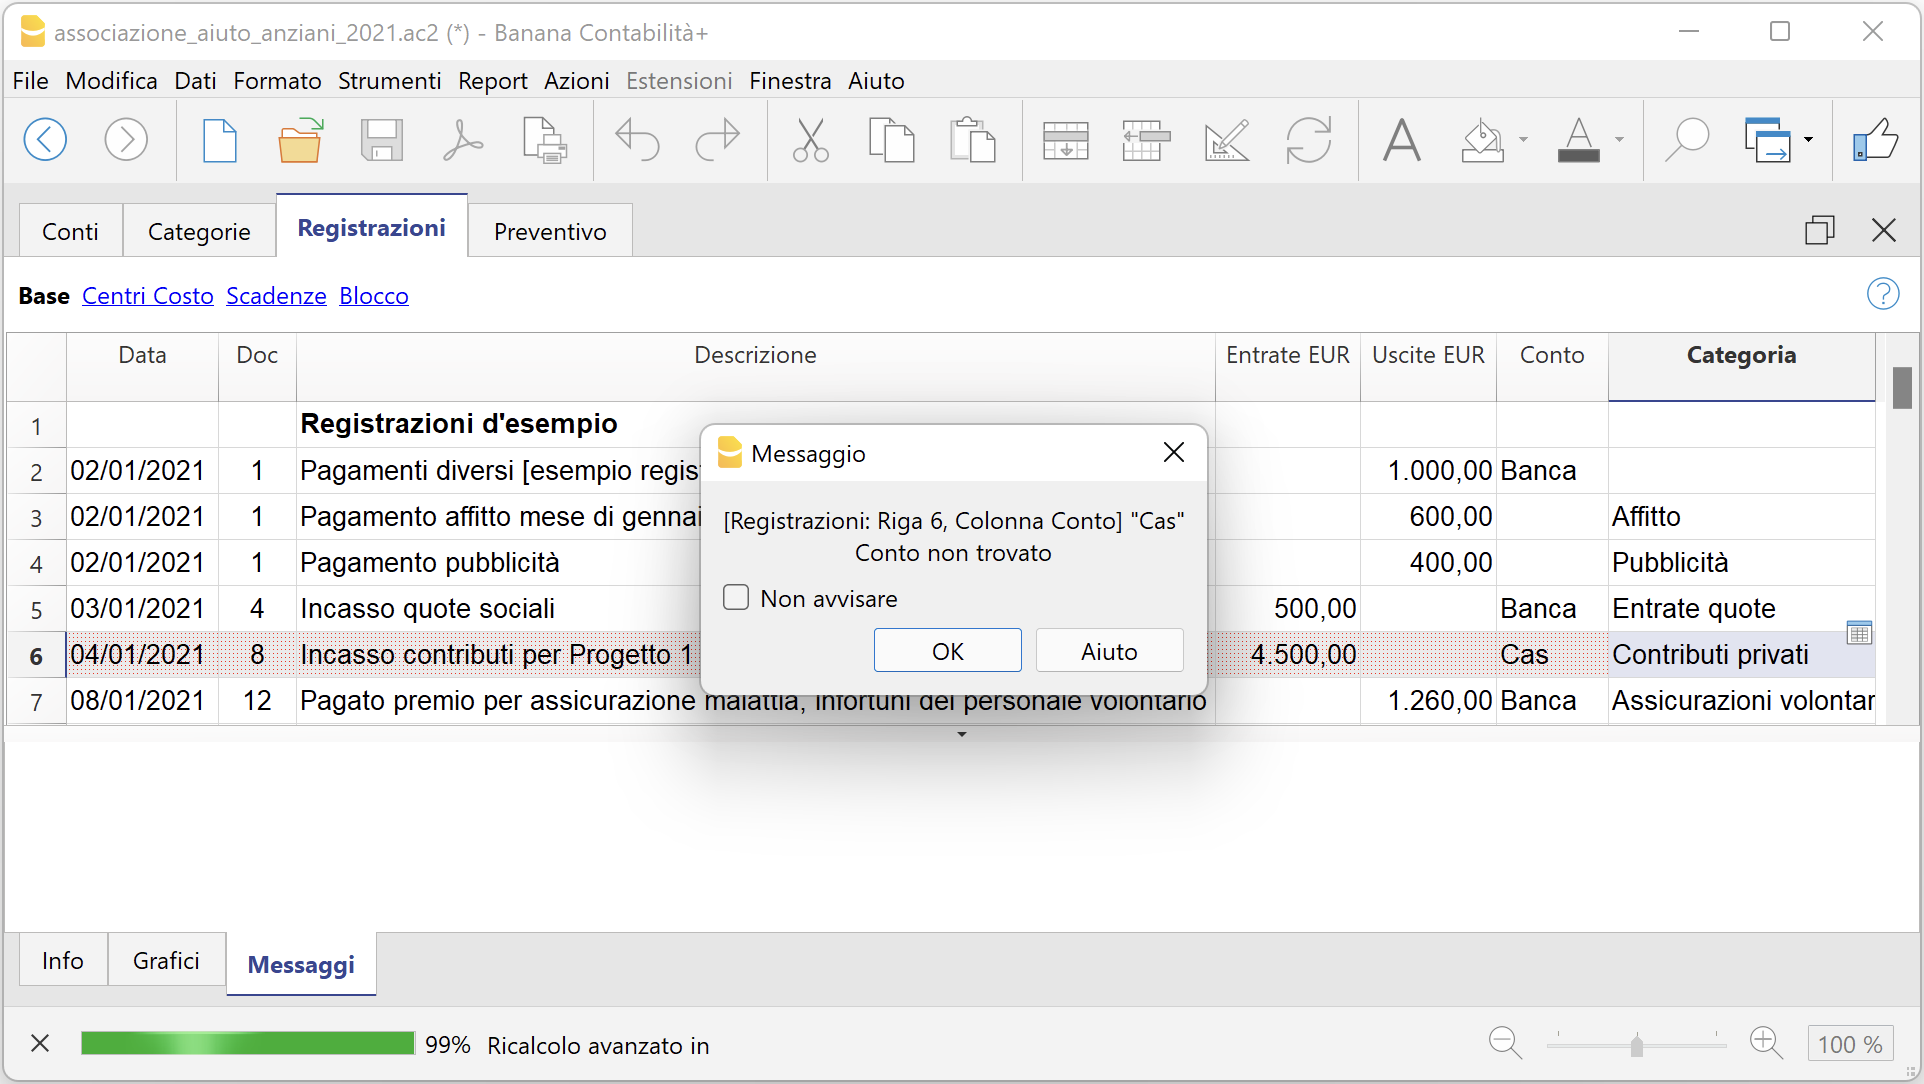 associazione_aiuto_anziani_2021.ac2 (*) - Banana Contabilità+
File Modifica Dati Formato Strumenti Report Azioni Estensioni Finestra Aiuto
Conti Categorie Registrazioni Preventivo
Base Centri Costo Scadenze Blocco ?
Data Doc Descrizione Entrate EUR Uscite EUR Conto Categoria
1 Registrazioni d'esempio
2 02/01/2021 1 Pagamenti diversi [esempio regis 1.000,00 Banca
3 02/01/2021 1 Pagamento affitto mese di gennai 600,00 Affitto
4 02/01/2021 1 Pagamento pubblicità 400,00 Pubblicità
5 03/01/2021 4 Incasso quote sociali 500,00 Banca Entrate quote
6 04/01/2021 8 Incasso contributi per Progetto 1 4.500,00 Cas Contributi privati
7 08/01/2021 12 Pagato premio per assicurazione malattia, infortuni del personale volontario 1.260,00 Banca Assicurazioni volontar
Messaggio
[Registrazioni: Riga 6, Colonna Conto] "Cas"
Conto non trovato
Non avvisare
OK Aiuto
Info Grafici Messaggi
99% Ricalcolo avanzato in 100 %